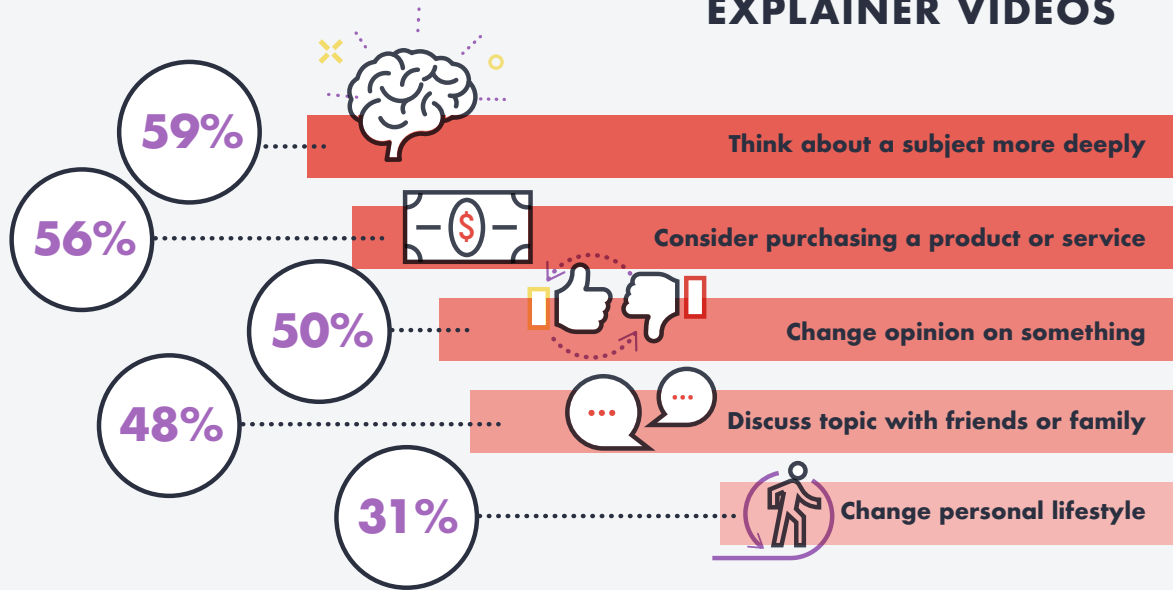 EXPLAINER VIDEOS
59%
Think about a subject more deeply
56%
$
Consider purchasing a product or service
50%
Change opinion on something
48%
Discuss topic with friends or family
31%
Change personal lifestyle